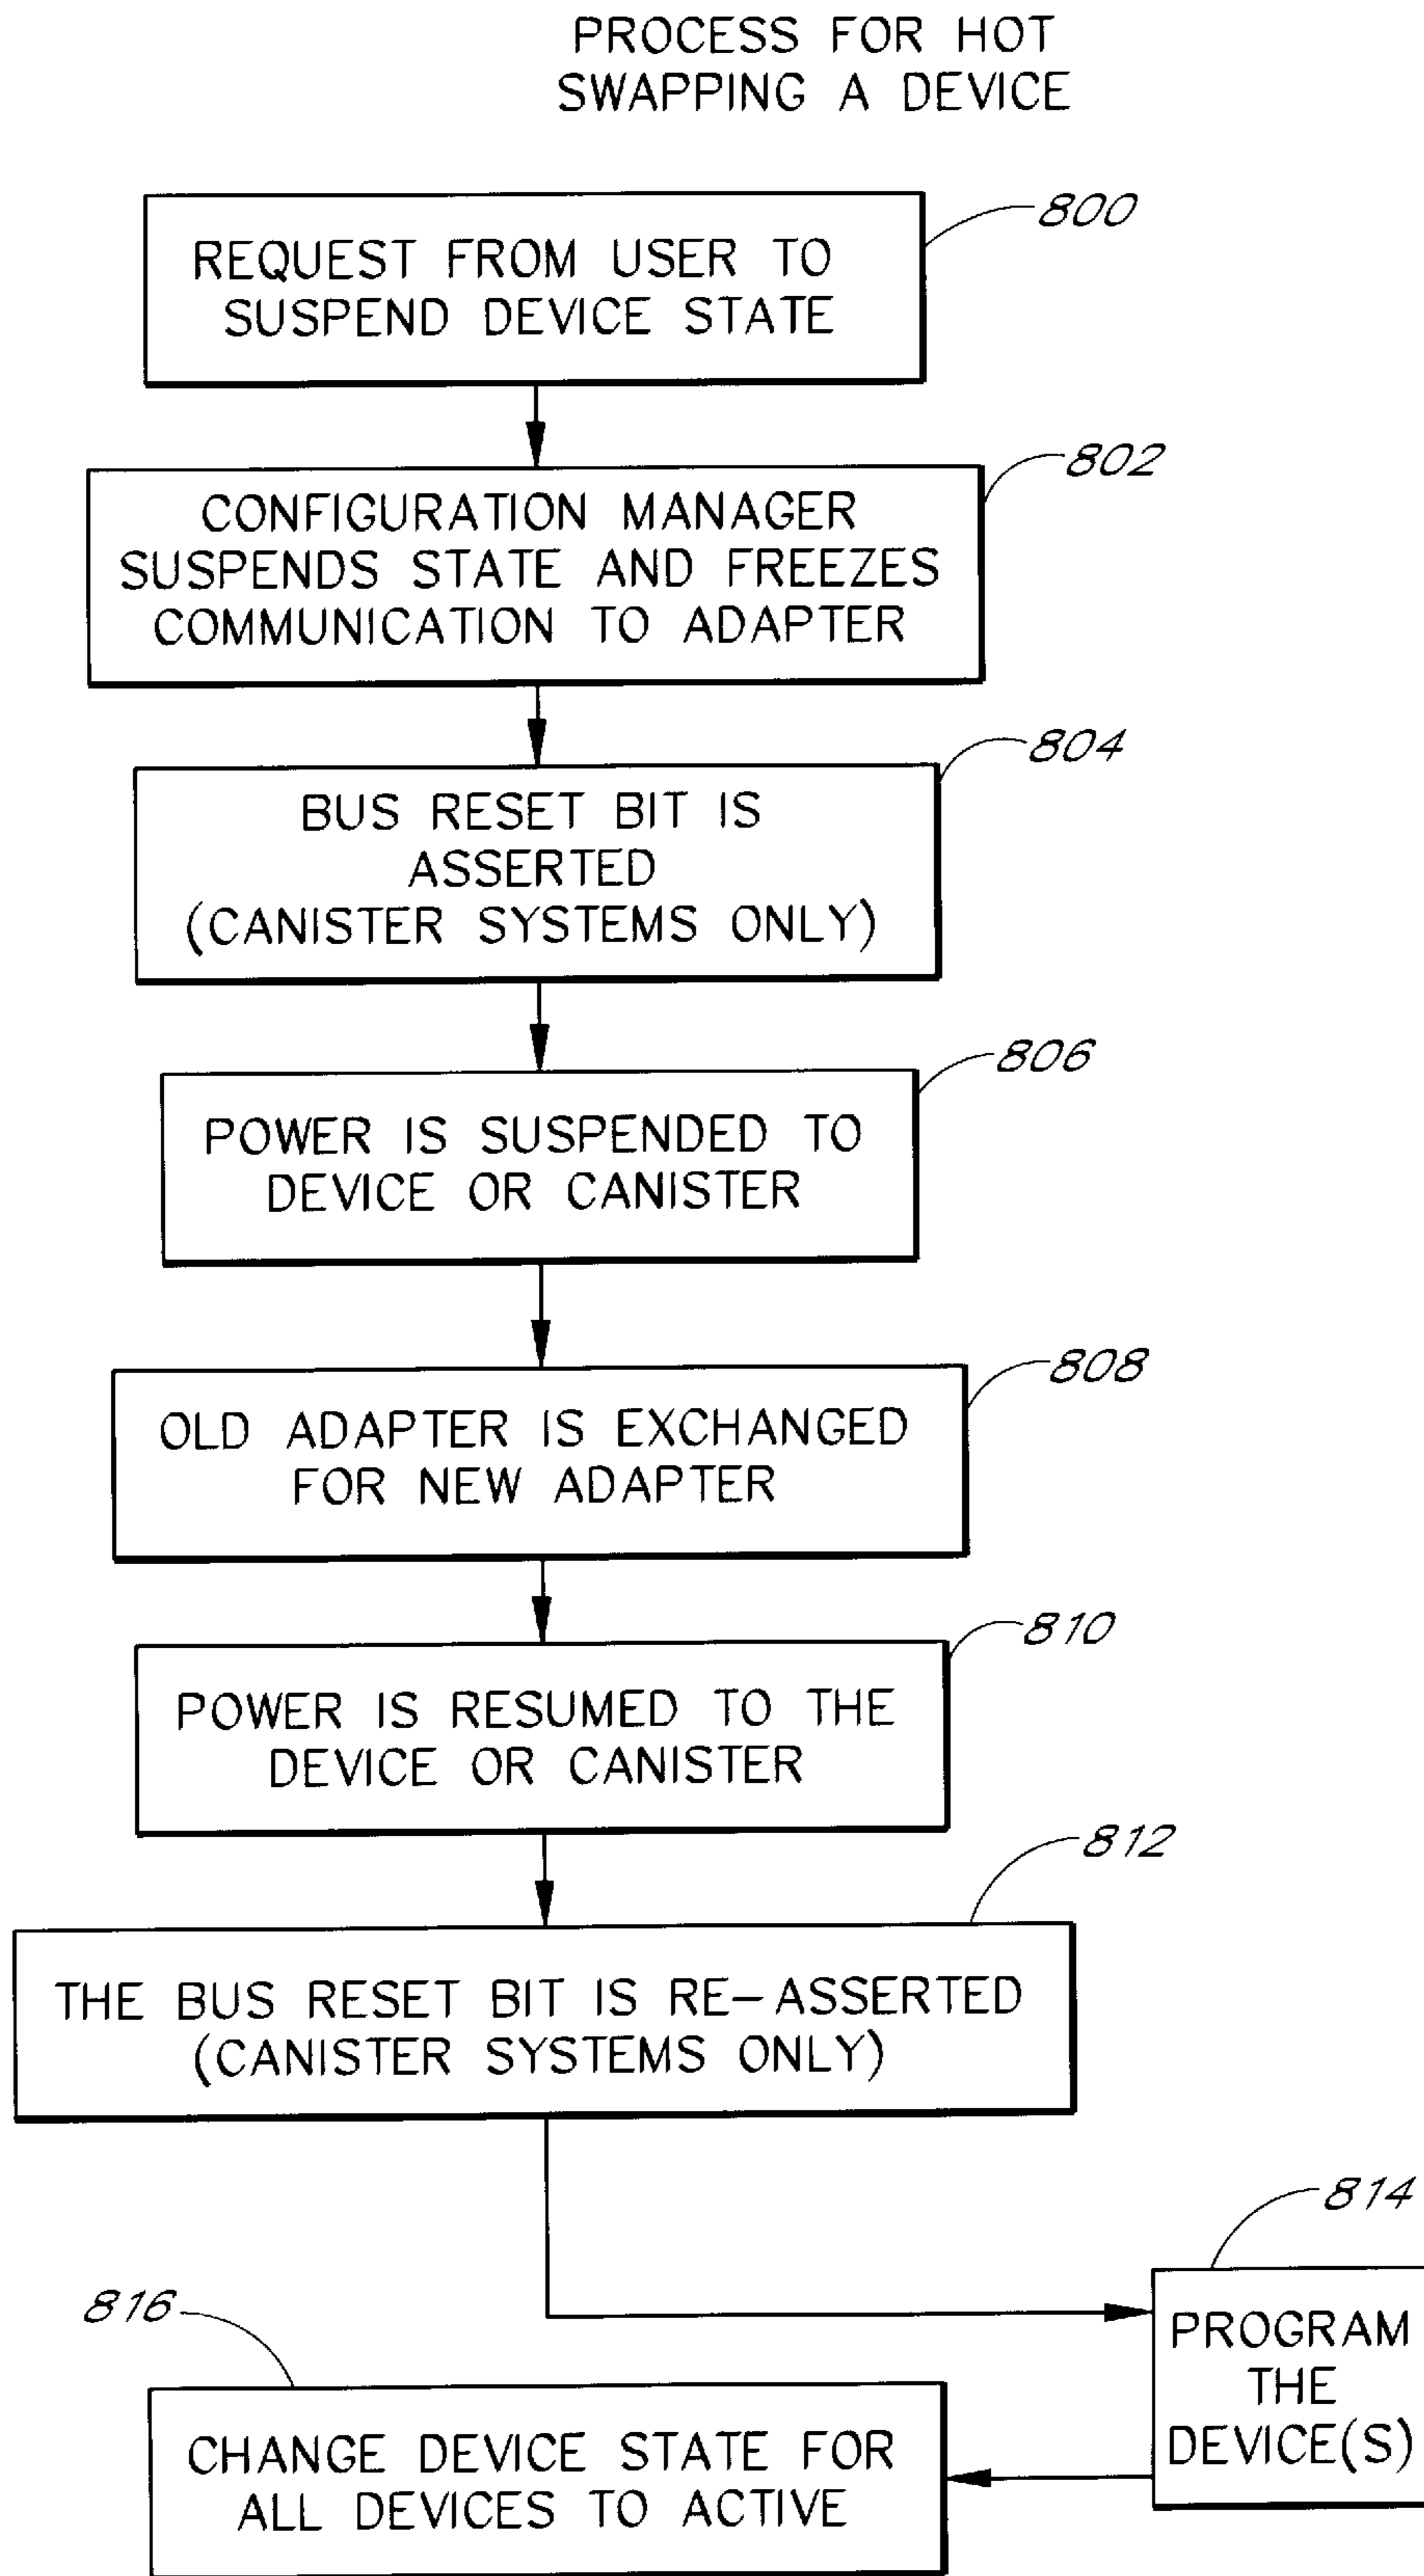 PROCESS FOR HOT
SWAPPING A DEVICE
800
REQUEST FROM USER TO
SUSPEND DEVICE STATE
802
CONFIGURATION MANAGER
SUSPENDS STATE AND FREEZES
COMMUNICATION TO ADAPTER
804
BUS RESET BIT IS
ASSERTED
(CANISTER SYSTEMS ONLY)
806
POWER IS SUSPENDED TO
DEVICE OR CANISTER
808
OLD ADAPTER IS EXCHANGED
FOR NEW ADAPTER
810
POWER IS RESUMED TO THE
DEVICE OR CANISTER
812
THE BUS RESET BIT IS RE-ASSERTED
(CANISTER SYSTEMS ONLY)
814
PROGRAM
THE
DEVICE(S)
816
CHANGE DEVICE STATE FOR
ALL DEVICES TO ACTIVE